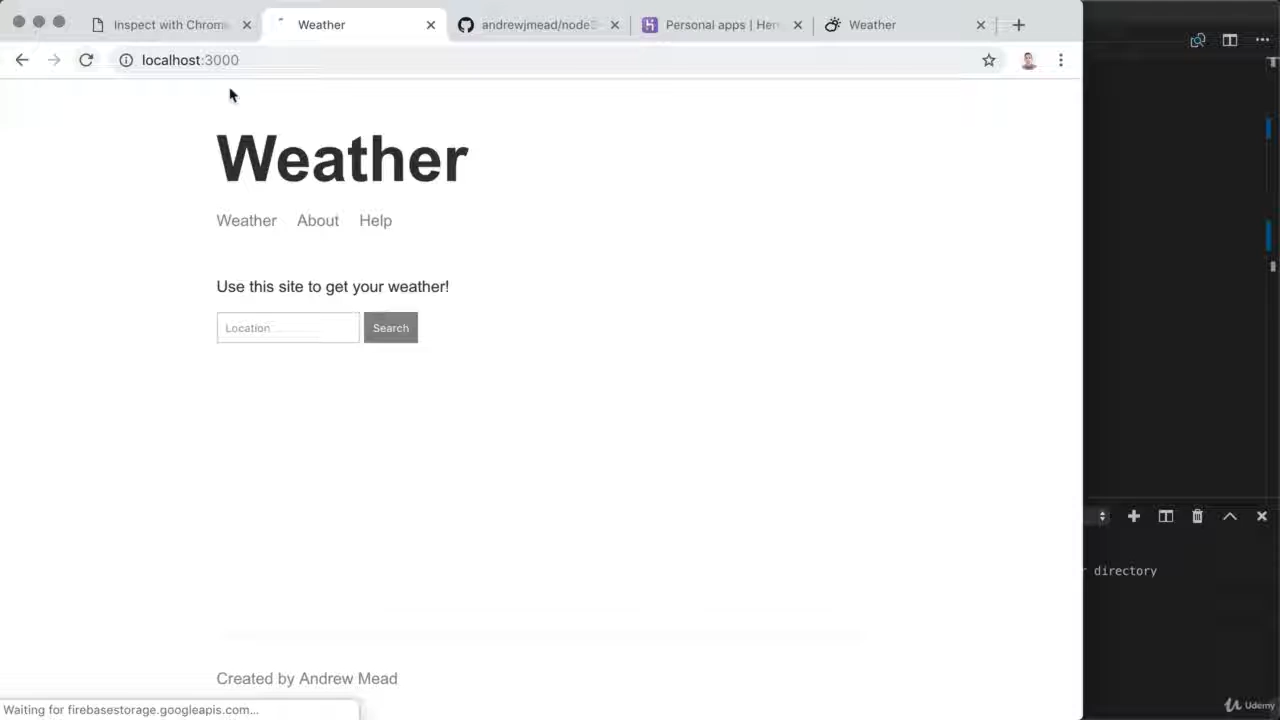 Inspect with Chrom
Weather
andrewjmead/node3-
Personal apps | Her
Weather
localhost:3000
Weather
Weather About Help
Use this site to get your weather!
Location
Search
directory
Created by Andrew Mead
Waiting for firebasestorage.googleapis.com...
Udemy